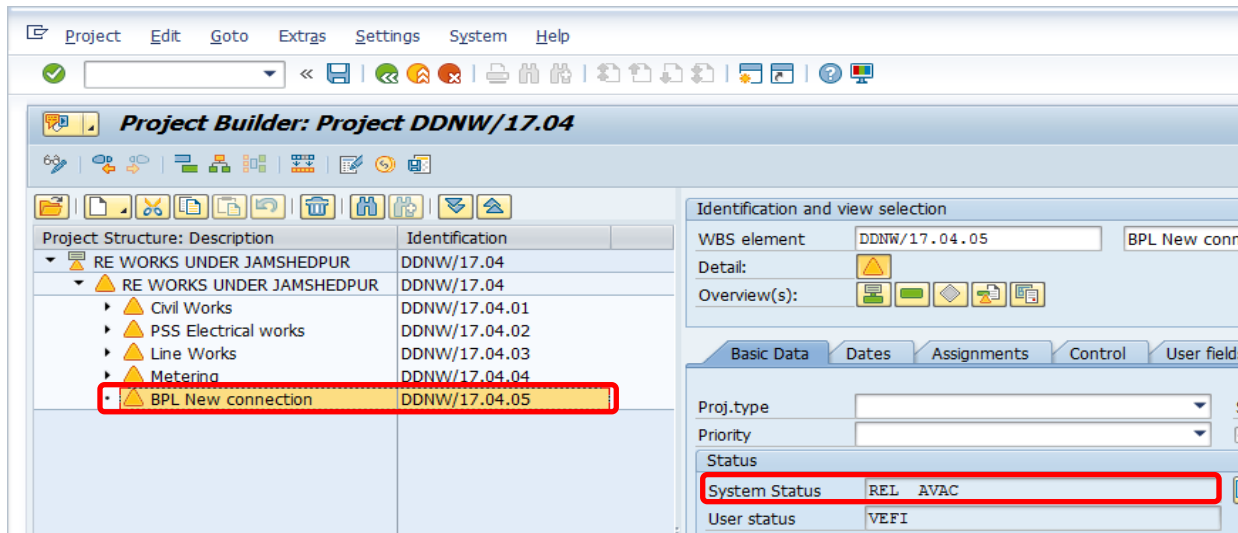 Project Edit Goto Extras Settings System Help
Project Builder: Project DDNW/17.04
Project Structure: Description Identification
RE WORKS UNDER JAMSHEDPUR DDNW/17.04
RE WORKS UNDER JAMSHEDPUR DDNW/17.04
Civil Works DDNW/17.04.01
PSS Electrical works DDNW/17.04.02
Line Works DDNW/17.04.03
Metering DDNW/17.04.04
BPL New connection DDNW/17.04.05
Identification and view selection
WBS element DDNW/17.04.05 BPL New conn
Detail:
Overview(s):
Basic Data Dates Assignments Control User field
Proj.type
Priority
Status
System Status REL AVAC
User status VEFI